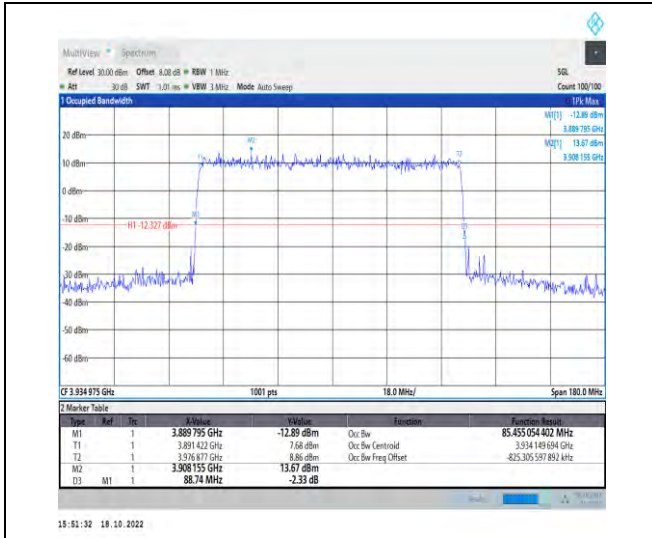 MultiView Spectrum
Ref Level 30.00 dBm Offset 8.08 dB RBW 1 MHz SGL
Att 30 dB SWT 1.01 ms VBW 3 MHz Mode Auto Sweep Count 100/100
1 Occupied Bandwidth 1Pk Max
M1[1] -12.89 dBm
3.889 795 GHz
M2[1] 13.67 dBm
3.908 155 GHz
20 dBm
M2
T1
T2
10 dBm
0 dBm
-10 dBm
M1
H1 -12.327 dBm
D3
-30 dBm
-40 dBm
-50 dBm
-60 dBm
CF 3.934 975 GHz 1001 pts 18.0 MHz/ Span 180.0 MHz
2 Marker Table
Type Ref Trc X-Value Y-Value Function Function Result
M1 1 3.889 795 GHz -12.89 dBm Occ Bw 85.455 054 402 MHz
T1 1 3.891 422 GHz 7.68 dBm Occ Bw Centroid 3.934 149 694 GHz
T2 1 3.976 877 GHz 8.86 dBm Occ Bw Freq Offset -825.305 597 892 kHz
M2 1 3.908 155 GHz 13.67 dBm
D3 M1 1 88.74 MHz -2.33 dB
15:51:32 18.10.2022